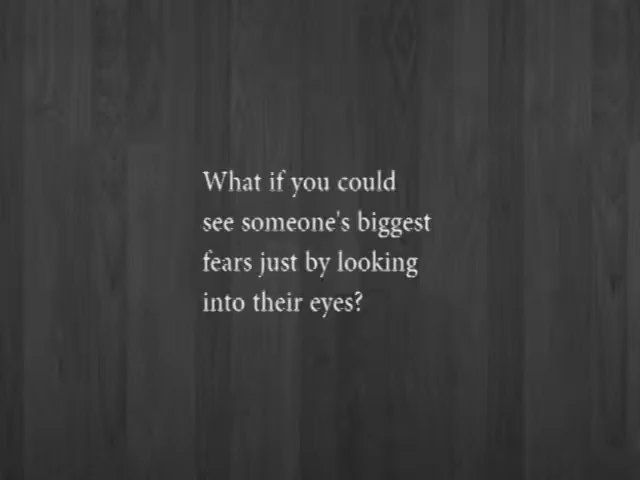 What if you could
see someone's biggest
fears just by looking
into their eyes?